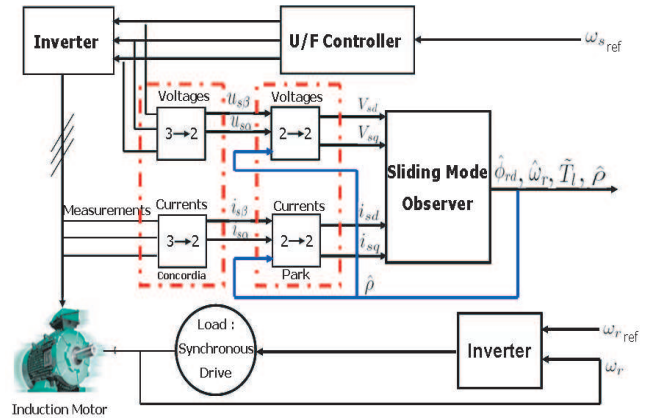 Inverter
U/F Controller
ω_s ref
Voltages
3→2
u_sβ
u_sα
Voltages
2→2
V_sd
V_sq
Sliding Mode
Observer
ϕ̂_rd, ω̂_r, T̃_l, ρ̂
Measurements
Currents
3→2
Concordia
i_sβ
i_sα
Currents
2→2
Park
i_sd
i_sq
ρ̂
Load :
Synchronous
Drive
Inverter
ω_r ref
ω_r
Induction Motor